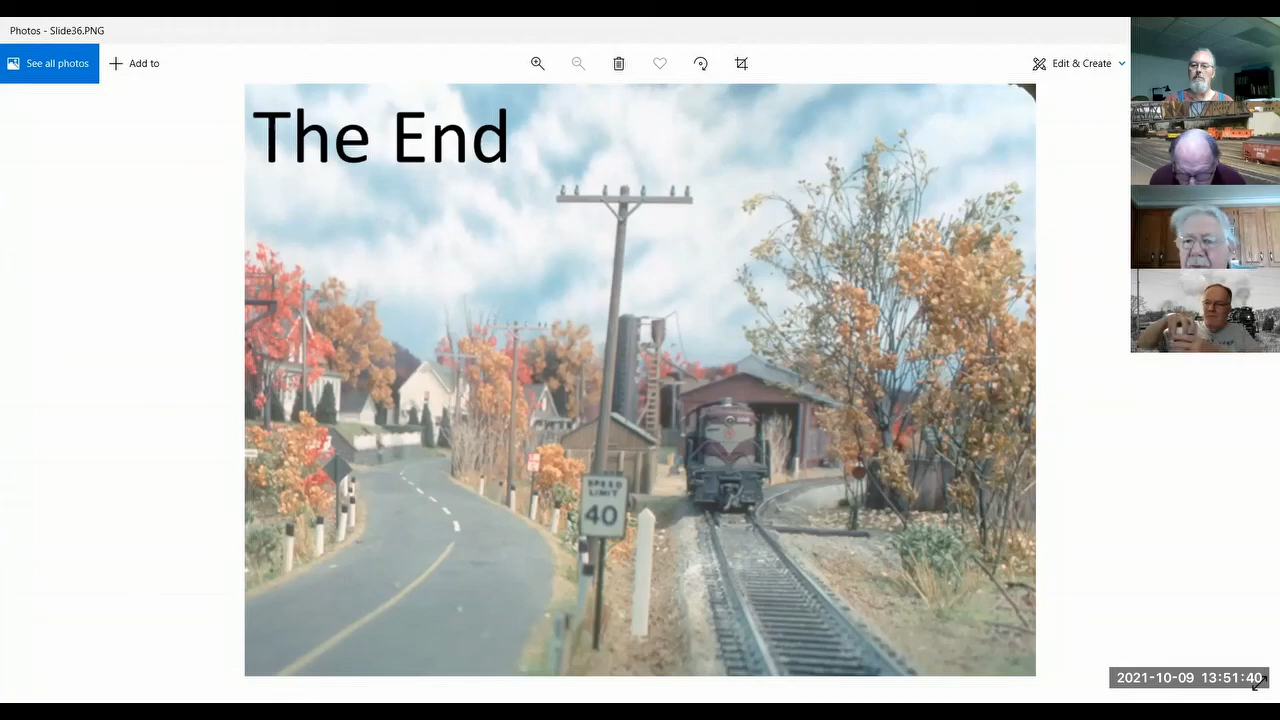 Photos - Slide36.PNG
See all photos
Add to
Edit & Create
The End
SPEED
LIMIT
40
2021-10-09 13:51:40